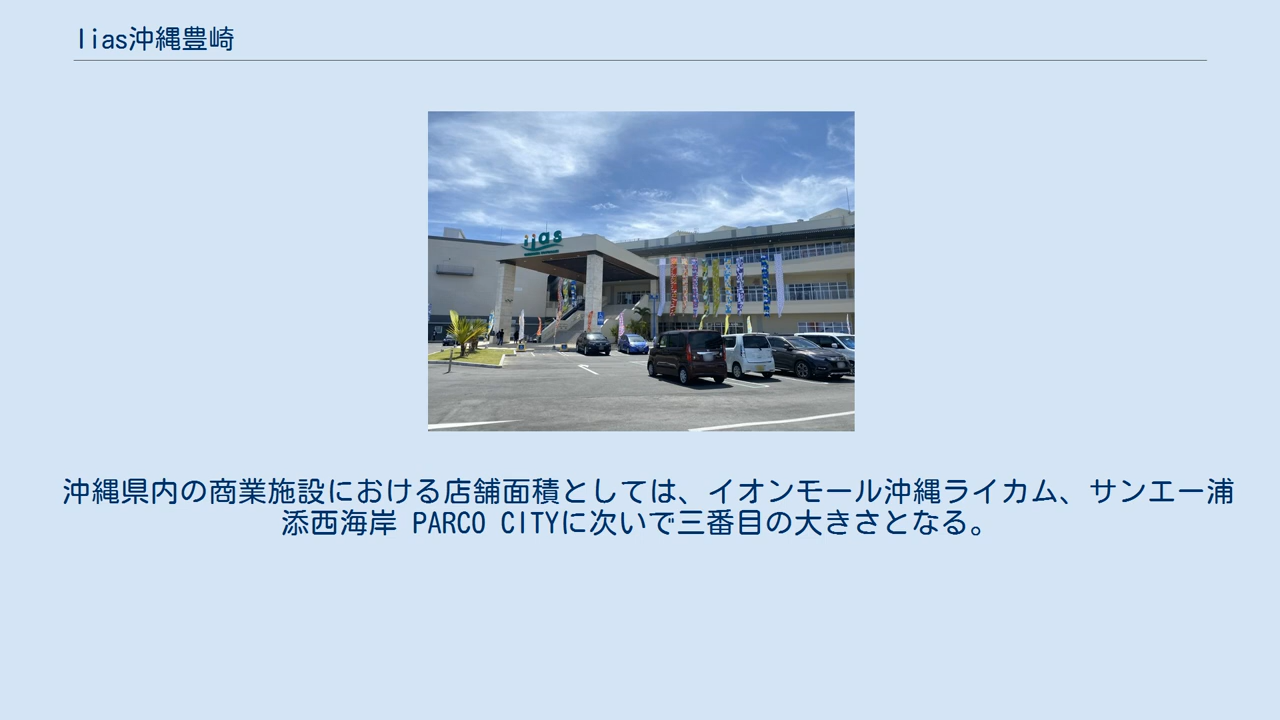 Iias沖縄豊崎
iias
沖縄県内の商業施設における店舗面積としては、イオンモール沖縄ライカム、サンエー浦
添西海岸 PARCO CITYに次いで三番目の大きさとなる。